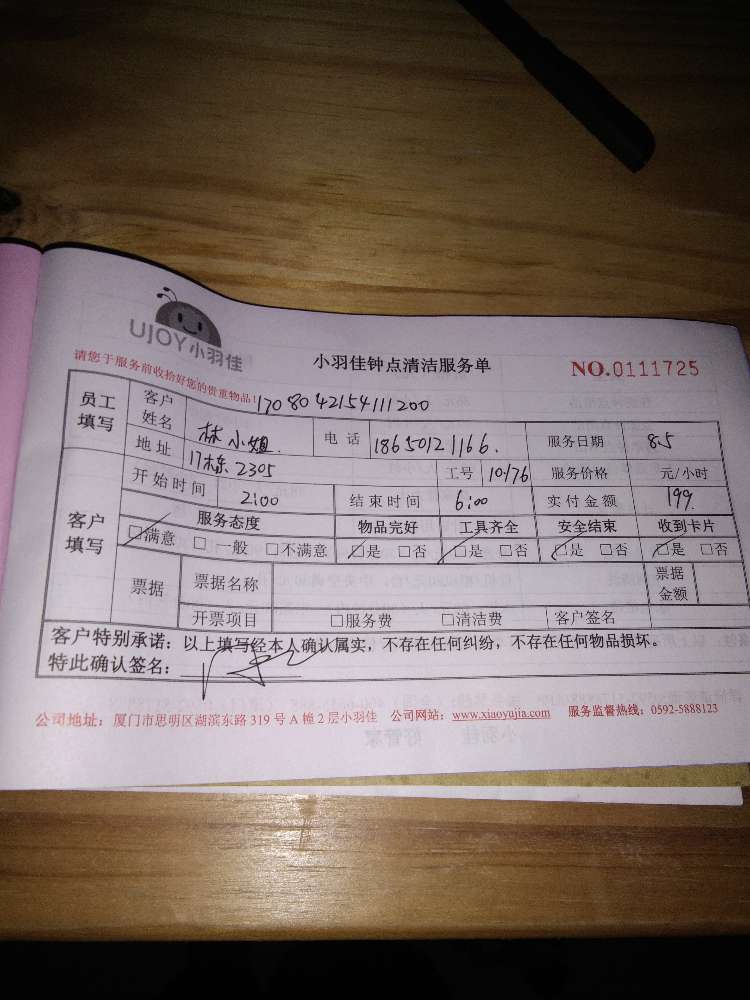 UJOY小羽佳
小羽佳钟点清洁服务单
NO.0111725
请您于服务前收拾好您的贵重物品!
1708042154111200
员工填写 客户姓名 林小姐 电话 18650121166. 服务日期 8.5
地址 17栋2305 工号 10176 服务价格 元/小时
客户填写 开始时间 2:00 结束时间 6:00 实付金额 199
服务态度 物品完好 工具齐全 安全结束 收到卡片
□满意 □一般 □不满意 □是 □否 □是 □否 □是 □否 □是 □否
票据 票据名称 票据金额
开票项目 □服务费 □清洁费 客户签名
客户特别承诺:以上填写经本人确认属实,不存在任何纠纷,不存在任何物品损坏。
特此确认签名:
公司地址:厦门市思明区湖滨东路 319 号 A 幢 2 层小羽佳 公司网站:www.xiaoyujia.com 服务监督热线:0592-5888123